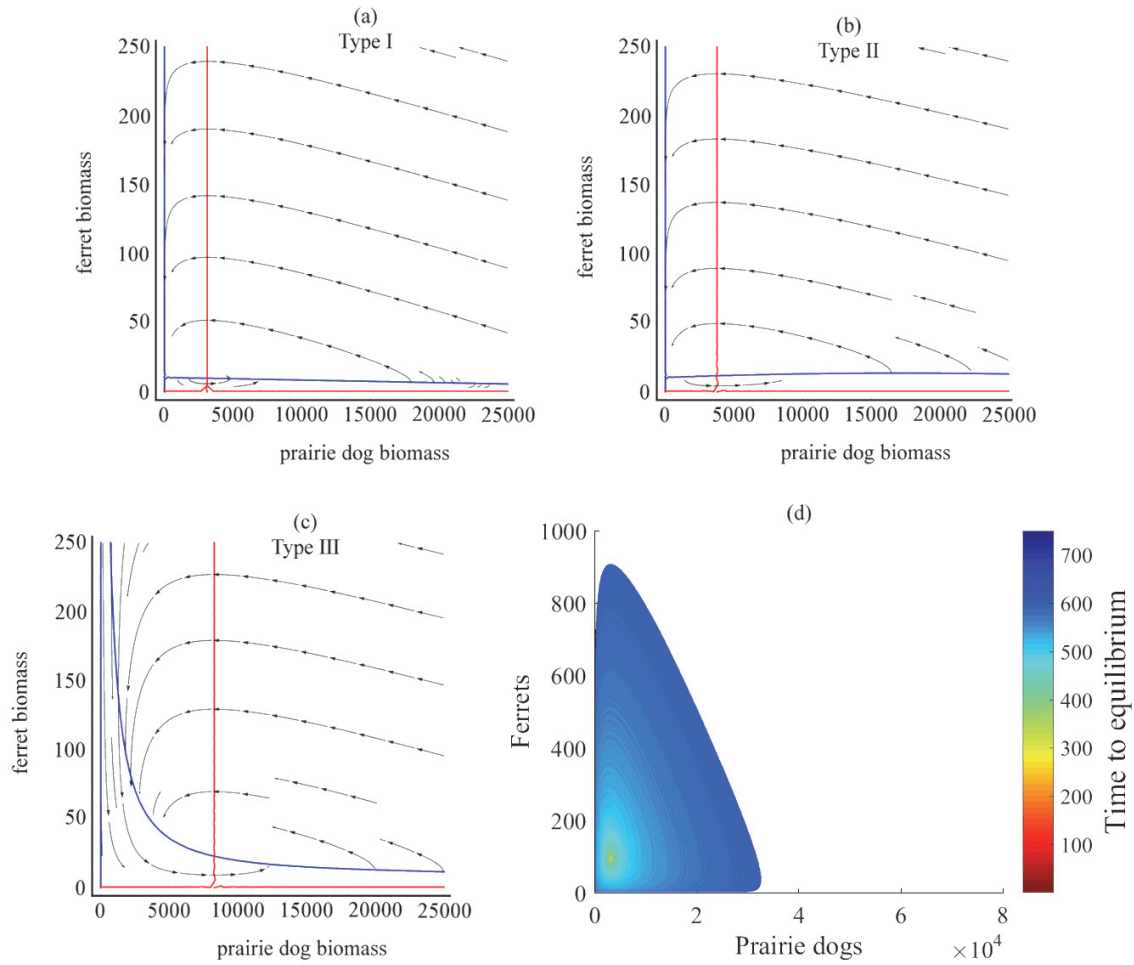 (a)
Type I
250
200
150
100
50
0
ferret biomass
0 5000 10000 15000 20000 25000
prairie dog biomass
(b)
Type II
250
200
150
100
50
0
ferret biomass
0 5000 10000 15000 20000 25000
prairie dog biomass
(c)
Type III
250
200
150
100
50
0
ferret biomass
0 5000 10000 15000 20000 25000
prairie dog biomass
(d)
1000
800
600
400
200
0
Ferrets
0 2 4 6 8
×10^4
Prairie dogs
700
600
500
400
300
200
100
Time to equilibrium